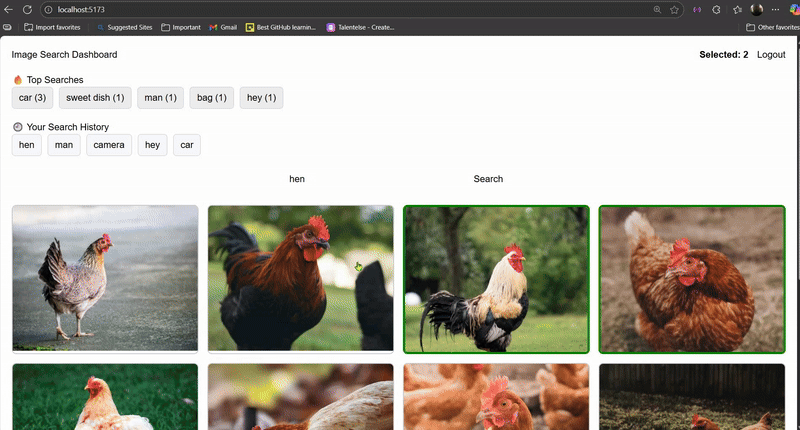 localhost:5173
Import favorites Suggested Sites Important Gmail Best GitHub learnin... Talentelse - Create... Other favorites
Image Search Dashboard Selected: 2 Logout
🔥 Top Searches
car (3) sweet dish (1) man (1) bag (1) hey (1)
🕘 Your Search History
hen man camera hey car
hen Search